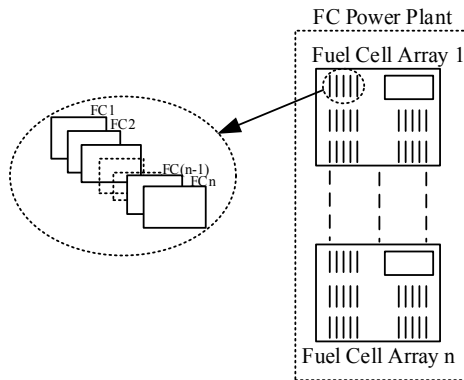 FC Power Plant
Fuel Cell Array 1
FC1
FC2
FC(n-1)
FCn
Fuel Cell Array n